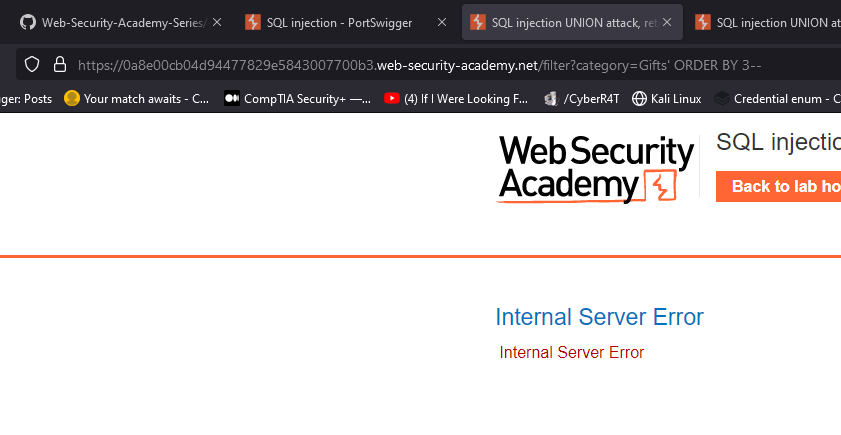 Web-Security-Academy-Series/
SQL injection - PortSwigger
SQL injection UNION attack, ret
SQL injection UNION at
https://0a8e00cb04d94477829e5843007700b3.web-security-academy.net/filter?category=Gifts' ORDER BY 3--
ger: Posts
Your match awaits - C...
CompTIA Security+ —...
(4) If I Were Looking F...
/CyberR4T
Kali Linux
Credential enum - C
WebSecurity
Academy
SQL injectio
Back to lab ho
Internal Server Error
Internal Server Error